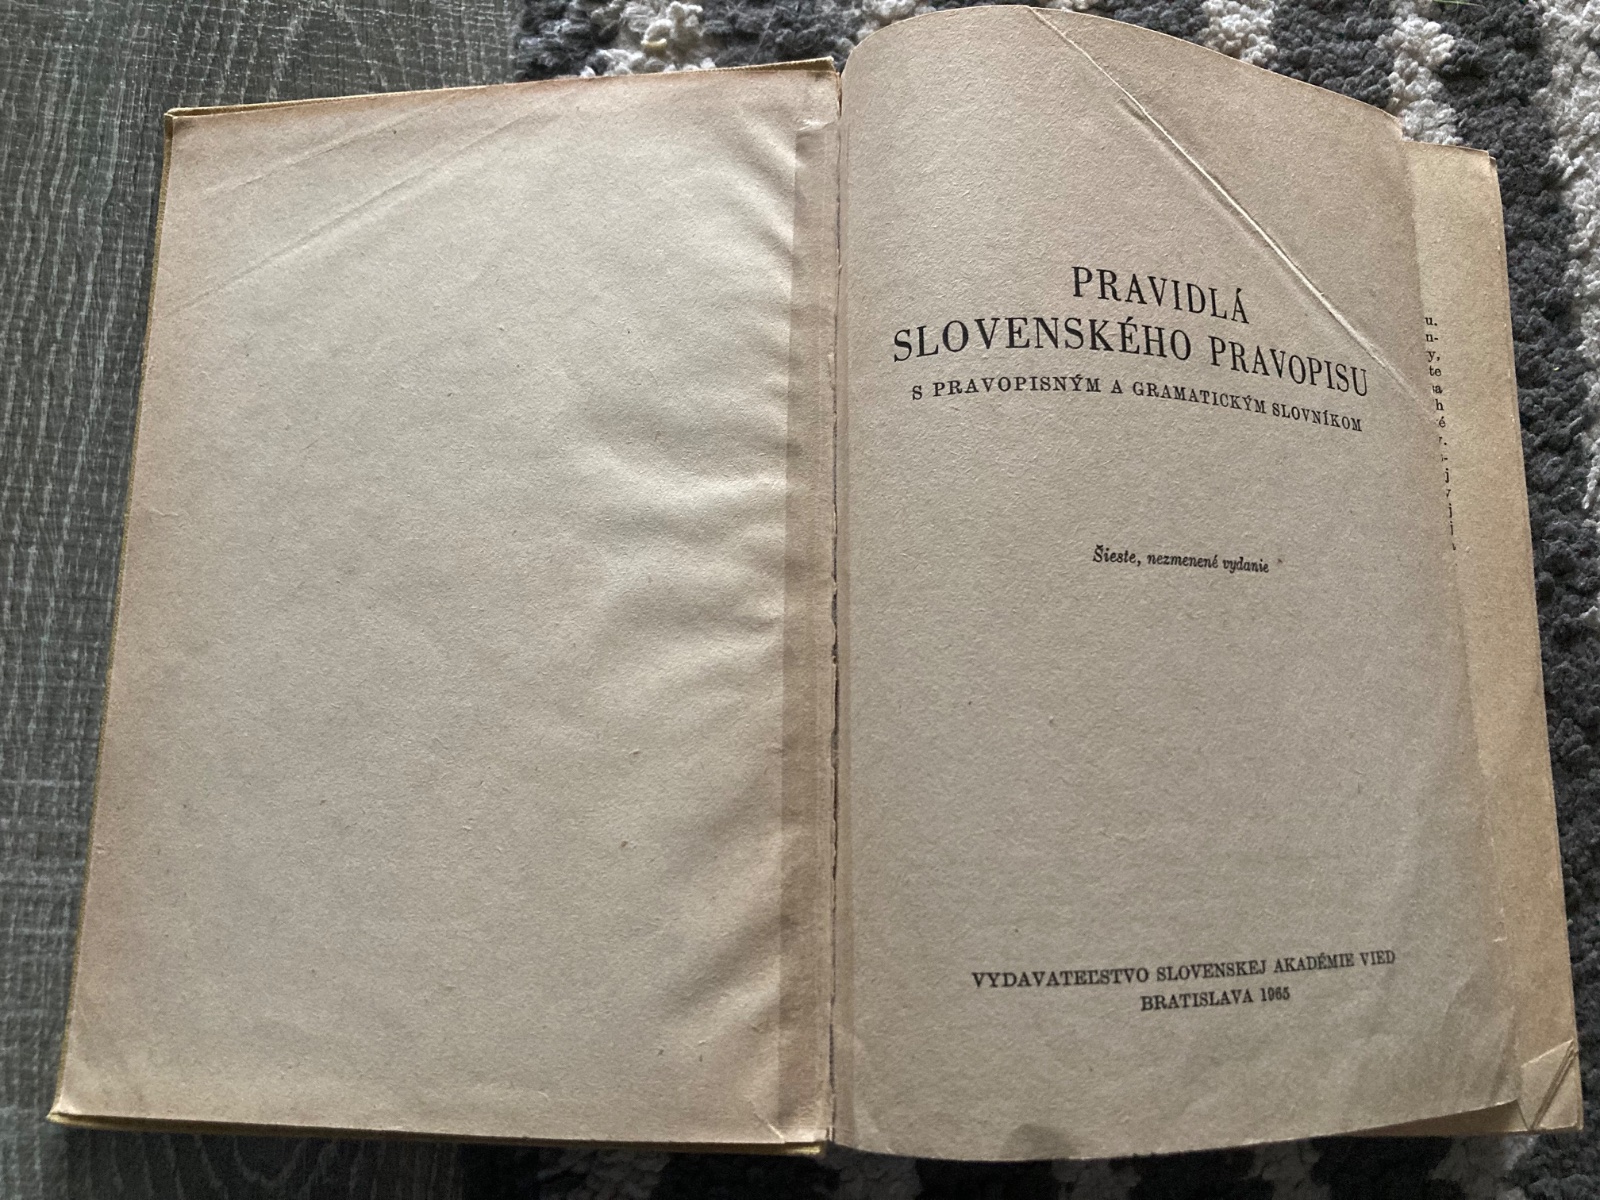 PRAVIDLÁ
SLOVENSKÉHO PRAVOPISU
S PRAVOPISNÝM A GRAMATICKÝM SLOVNÍKOM
Šieste, nezmenené vydanie
VYDAVATEĽSTVO SLOVENSKEJ AKADÉMIE VIED
BRATISLAVA 1965